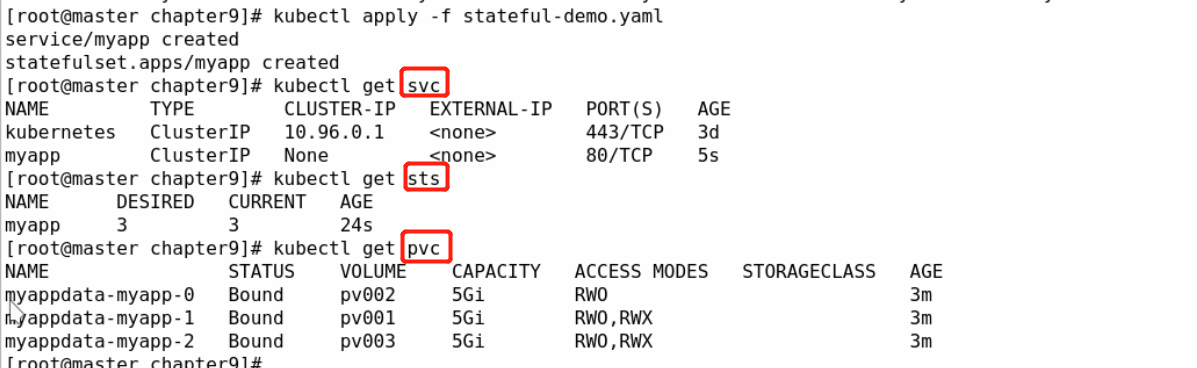 [root@master chapter9]# kubectl apply -f stateful-demo.yaml
service/myapp created
statefulset.apps/myapp created
[root@master chapter9]# kubectl get svc
NAME         TYPE        CLUSTER-IP   EXTERNAL-IP   PORT(S)   AGE
kubernetes   ClusterIP   10.96.0.1    <none>        443/TCP   3d
myapp        ClusterIP   None         <none>        80/TCP    5s
[root@master chapter9]# kubectl get sts
NAME      DESIRED   CURRENT   AGE
myapp     3         3         24s
[root@master chapter9]# kubectl get pvc
NAME                STATUS    VOLUME    CAPACITY   ACCESS MODES   STORAGECLASS   AGE
myappdata-myapp-0   Bound     pv002     5Gi        RWO                           3m
myappdata-myapp-1   Bound     pv001     5Gi        RWO,RWX                       3m
myappdata-myapp-2   Bound     pv003     5Gi        RWO,RWX                       3m
[root@master chapter9]#